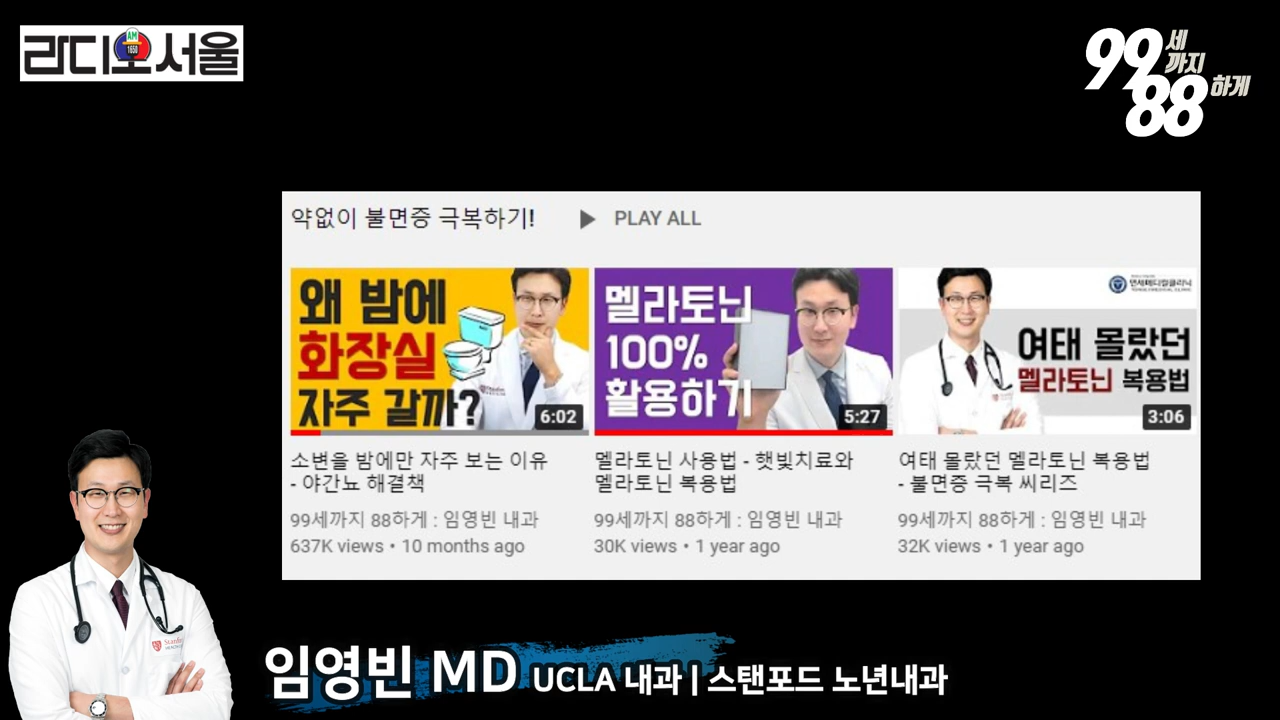 라디오서울
AM
1650
99세
까지
88하게
약없이 불면증 극복하기!
PLAY ALL
왜 밤에
화장실
자주 갈까?
6:02
멜라토닌
100%
활용하기
5:27
연세메디컬클리닉
여태 몰랐던
멜라토닌 복용법
3:06
소변을 밤에만 자주 보는 이유
- 야간뇨 해결책
99세까지 88하게 : 임영빈 내과
637K views • 10 months ago
멜라토닌 사용법 - 햇빛치료와
멜라토닌 복용법
99세까지 88하게 : 임영빈 내과
30K views • 1 year ago
여태 몰랐던 멜라토닌 복용법
- 불면증 극복 씨리즈
99세까지 88하게 : 임영빈 내과
32K views • 1 year ago
임영빈 MD UCLA 내과 | 스탠포드 노년내과